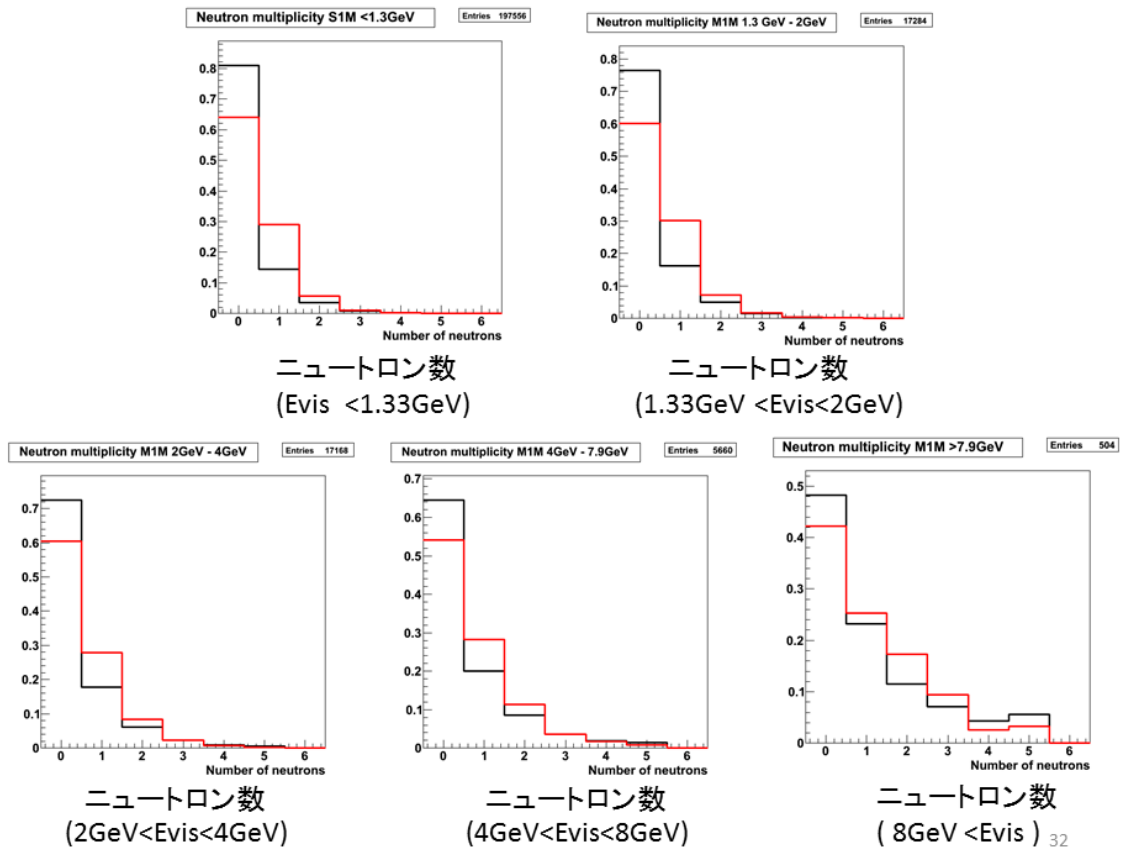 Neutron multiplicity S1M <1.3GeV
Entries 197556
0.8
0.7
0.6
0.5
0.4
0.3
0.2
0.1
0
0 1 2 3 4 5 6
Number of neutrons
ニュートロン数
(Evis <1.33GeV)
Neutron multiplicity M1M 1.3 GeV - 2GeV
Entries 17284
0.8
0.7
0.6
0.5
0.4
0.3
0.2
0.1
0
0 1 2 3 4 5 6
Number of neutrons
ニュートロン数
(1.33GeV <Evis<2GeV)
Neutron multiplicity M1M 2GeV - 4GeV
Entries 17168
0.7
0.6
0.5
0.4
0.3
0.2
0.1
0
0 1 2 3 4 5 6
Number of neutrons
ニュートロン数
(2GeV<Evis<4GeV)
Neutron multiplicity M1M 4GeV - 7.9GeV
Entries 5660
0.7
0.6
0.5
0.4
0.3
0.2
0.1
0
0 1 2 3 4 5 6
Number of neutrons
ニュートロン数
(4GeV<Evis<8GeV)
Neutron multiplicity M1M >7.9GeV
Entries 504
0.5
0.4
0.3
0.2
0.1
0
0 1 2 3 4 5 6
Number of neutrons
ニュートロン数
( 8GeV <Evis )
32